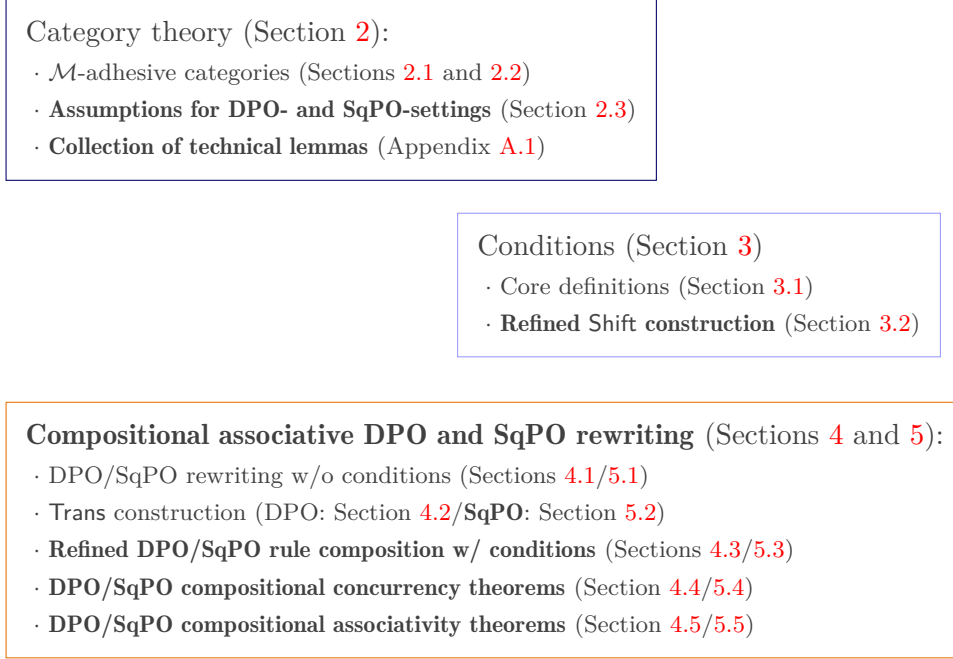 Category theory (Section 2):
· M-adhesive categories (Sections 2.1 and 2.2)
· Assumptions for DPO- and SqPO-settings (Section 2.3)
· Collection of technical lemmas (Appendix A.1)
Conditions (Section 3)
· Core definitions (Section 3.1)
· Refined Shift construction (Section 3.2)
Compositional associative DPO and SqPO rewriting (Sections 4 and 5):
· DPO/SqPO rewriting w/o conditions (Sections 4.1/5.1)
· Trans construction (DPO: Section 4.2/SqPO: Section 5.2)
· Refined DPO/SqPO rule composition w/ conditions (Sections 4.3/5.3)
· DPO/SqPO compositional concurrency theorems (Section 4.4/5.4)
· DPO/SqPO compositional associativity theorems (Section 4.5/5.5)